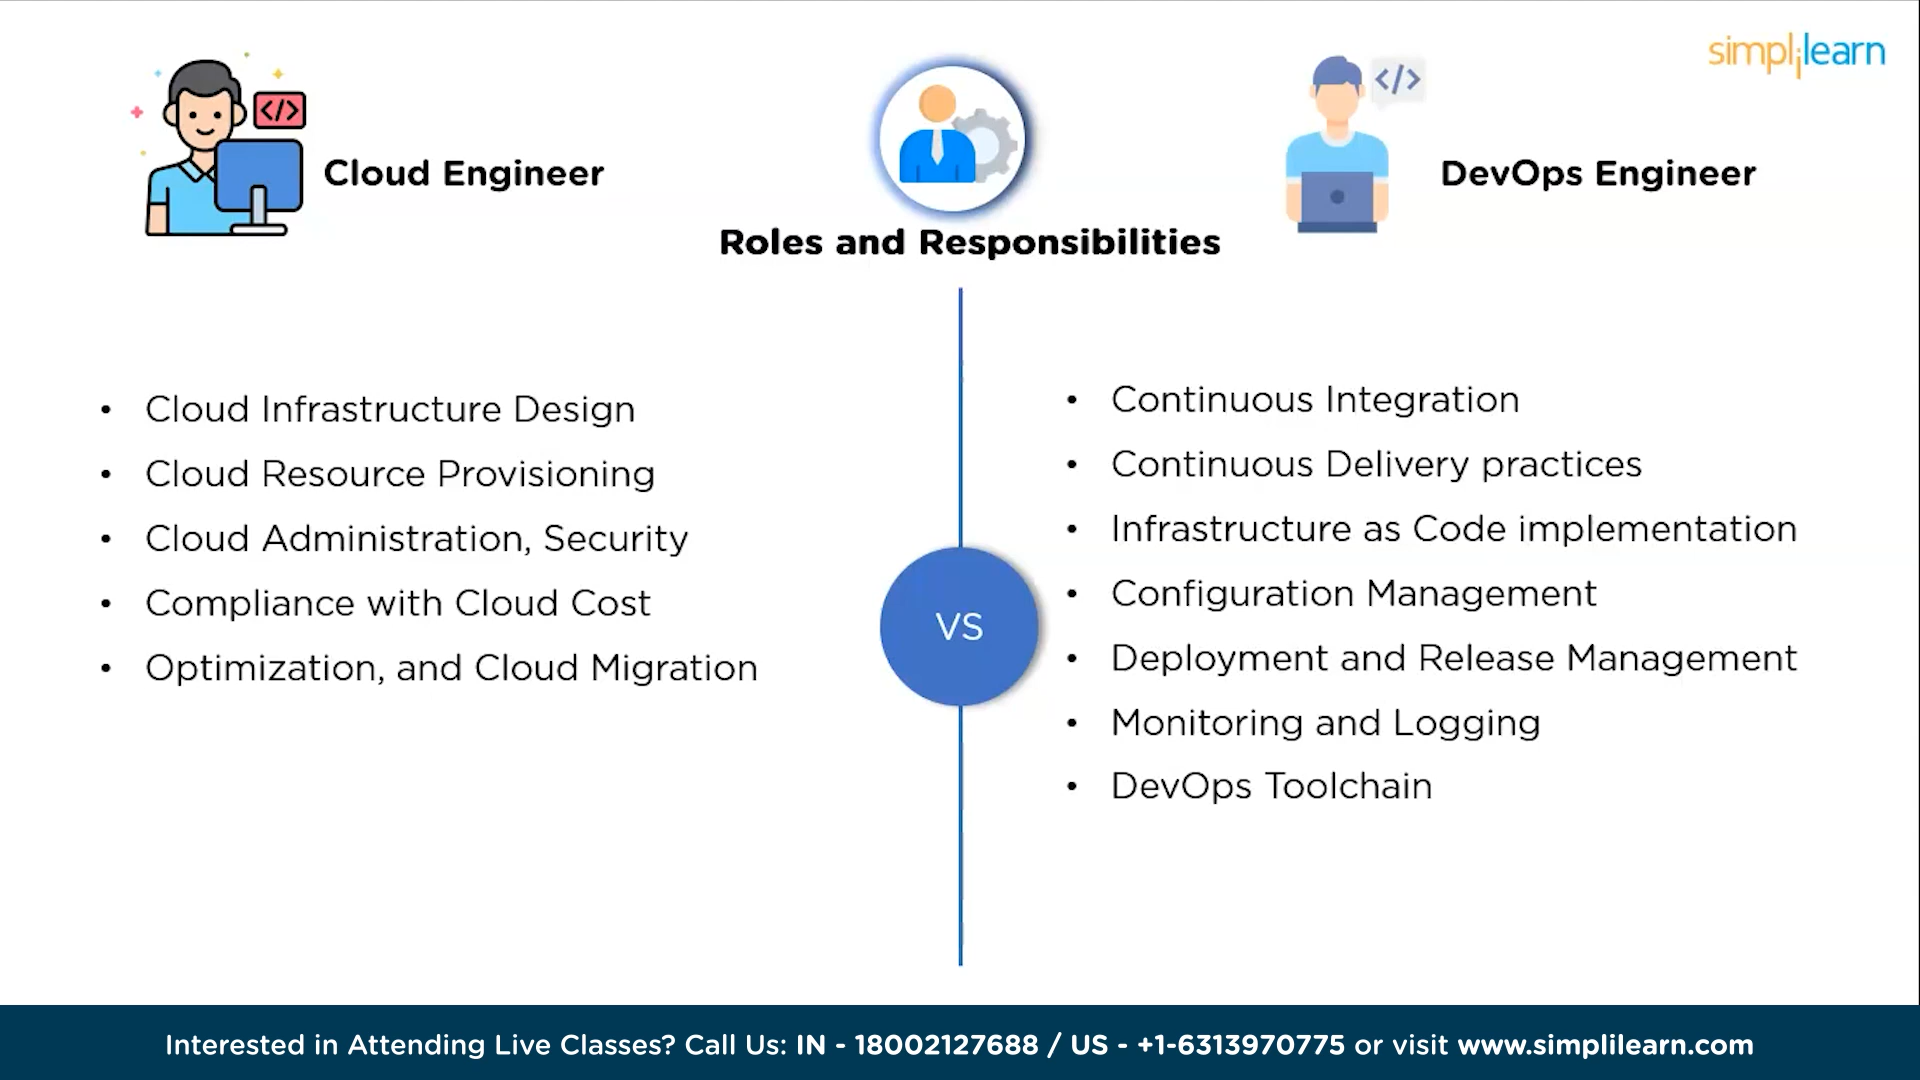 simplilearn
</>
</>
Cloud Engineer
DevOps Engineer
Roles and Responsibilities
• Cloud Infrastructure Design
• Cloud Resource Provisioning
• Cloud Administration, Security
• Compliance with Cloud Cost
• Optimization, and Cloud Migration
VS
• Continuous Integration
• Continuous Delivery practices
• Infrastructure as Code implementation
• Configuration Management
• Deployment and Release Management
• Monitoring and Logging
• DevOps Toolchain
Interested in Attending Live Classes? Call Us: IN - 18002127688 / US - +1-6313970775 or visit www.simplilearn.com